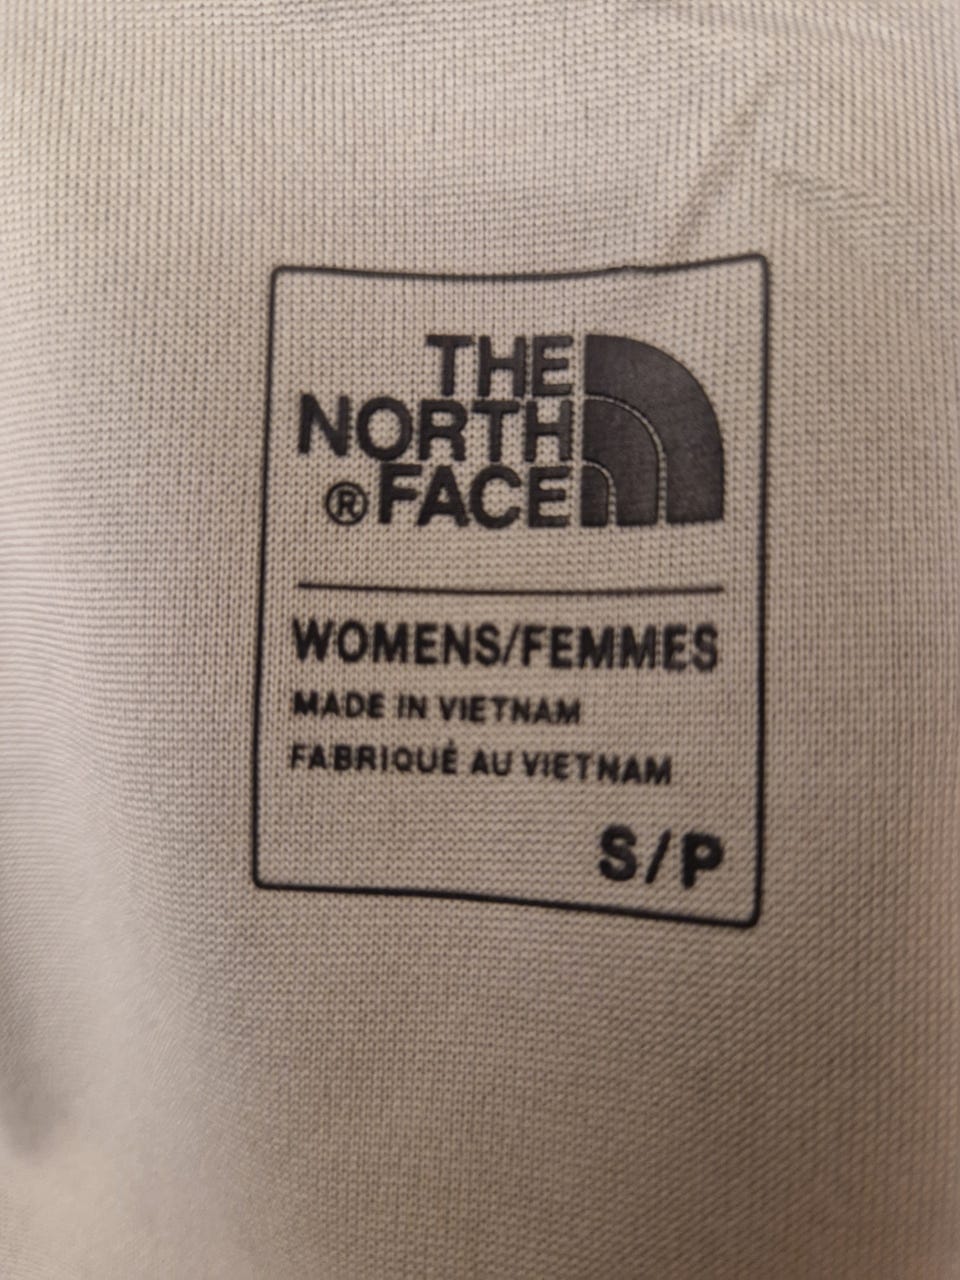 THE
NORTH
®FACE
WOMENS/FEMMES
MADE IN VIETNAM
FABRIQUÉ AU VIETNAM
S/P